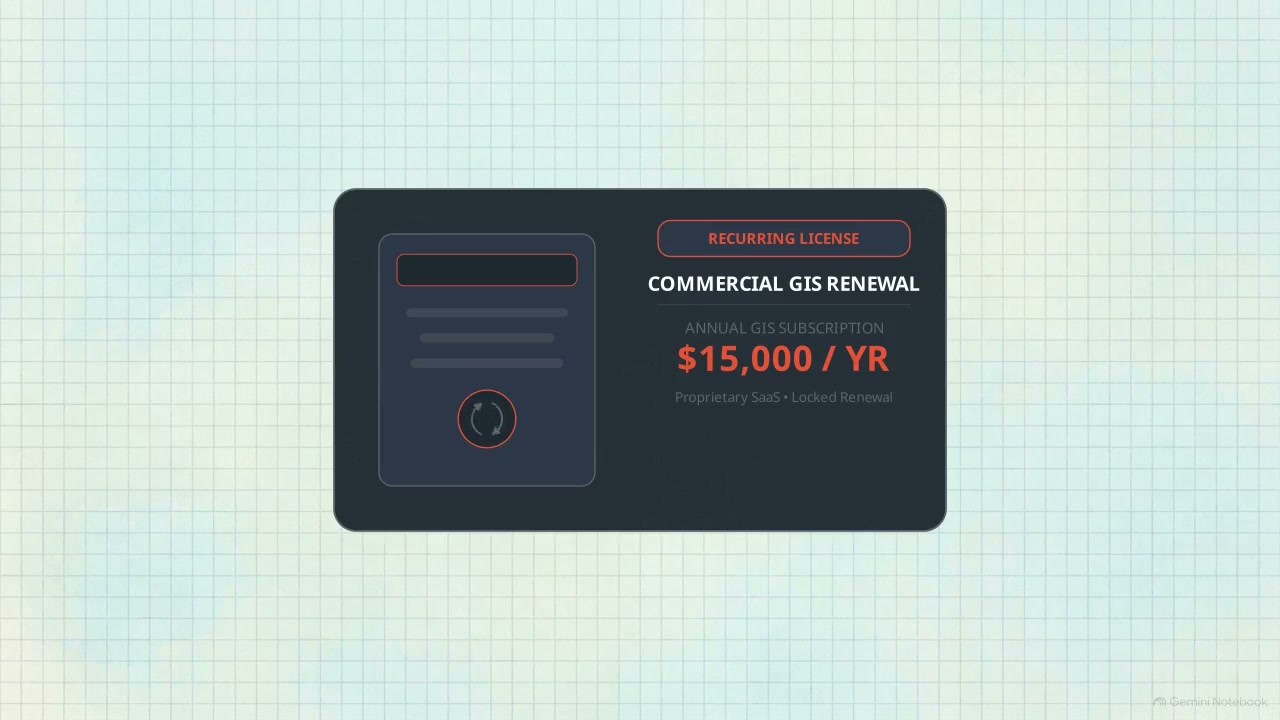 RECURRING LICENSE
COMMERCIAL GIS RENEWAL
ANNUAL GIS SUBSCRIPTION
$15,000 / YR
Proprietary SaaS • Locked Renewal
Gemini Notebook